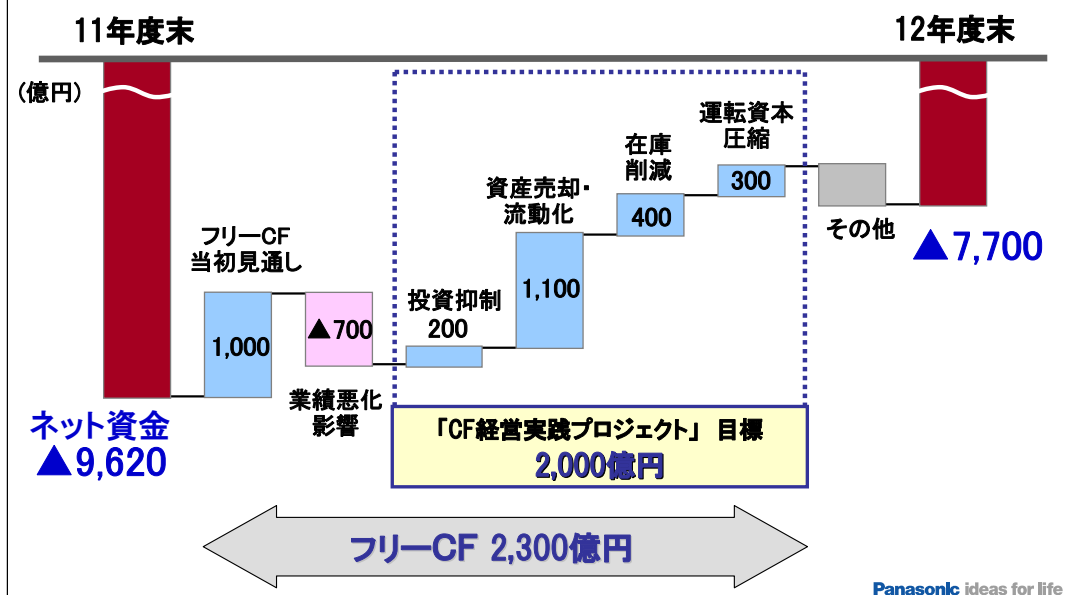 11年度末
12年度末
(億円)
運転資本
圧縮
在庫
削減
300
資産売却・
流動化
400
その他
フリーCF
当初見通し
▲7,700
1,100
投資抑制
200
1,000
▲700
業績悪化
影響
ネット資金
▲9,620
「CF経営実践プロジェクト」 目標
2,000億円
フリーCF 2,300億円
Panasonic ideas for life